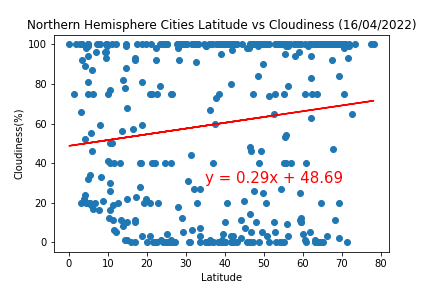 Northern Hemisphere Cities Latitude vs Cloudiness (16/04/2022)
100
80
60
40
20
0
Cloudiness(%)
y = 0.29x + 48.69
0 10 20 30 40 50 60 70 80
Latitude